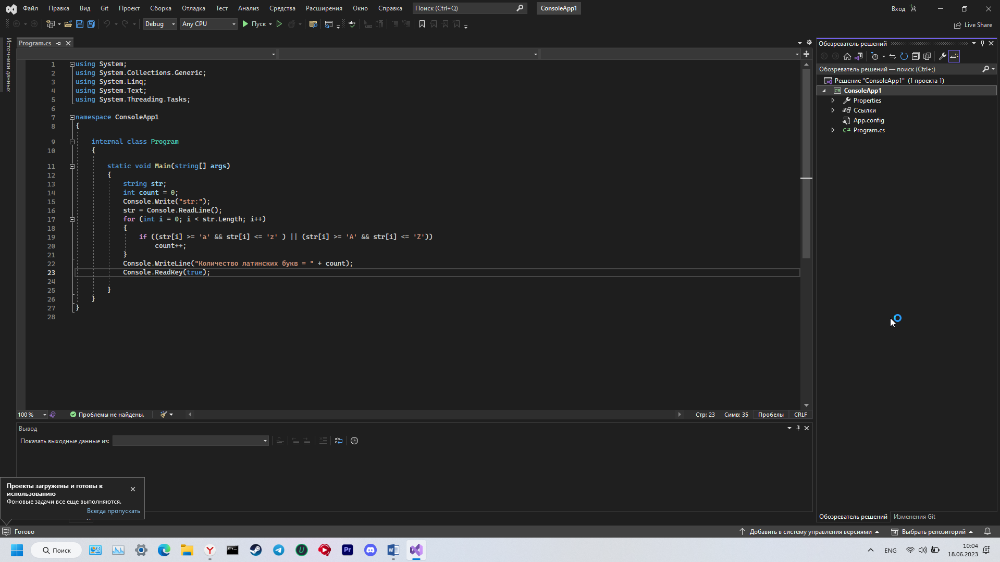 Файл Правка Вид Git Проект Сборка Отладка Тест Анализ Средства Расширения Окно Справка Поиск (Ctrl+Q) ConsoleApp1 Вход
Debug Any CPU Пуск abc Live Share
Источники данных
Program.cs
1 using System;
2 using System.Collections.Generic;
3 using System.Linq;
4 using System.Text;
5 using System.Threading.Tasks;
6
7 namespace ConsoleApp1
8 {
9 internal class Program
10 {
11 static void Main(string[] args)
12 {
13 string str;
14 int count = 0;
15 Console.Write("str:");
16 str = Console.ReadLine();
17 for (int i = 0; i < str.Length; i++)
18 {
19 if ((str[i] >= 'a' && str[i] <= 'z' ) || (str[i] >= 'A' && str[i] <= 'Z'))
20 count++;
21 }
22 Console.WriteLine("Количество латинских букв = " + count);
23 Console.ReadKey(true);
24
25 }
26 }
27 }
28
100 % Проблемы не найдены. Стр: 23 Симв: 35 Пробелы CRLF
Вывод
Показать выходные данные из:
Проекты загружены и готовы к
использованию
Фоновые задачи все еще выполняются.
Всегда пропускать
Обозреватель решений
Обозреватель решений — поиск (Ctrl+;)
Решение "ConsoleApp1" (1 проекта 1)
C# ConsoleApp1
Properties
Ссылки
App.config
C# Program.cs
Обозреватель решений Изменения Git
Готово Добавить в систему управления версиями Выбрать репозиторий
Поиск Pr ENG 10:04
18.06.2023